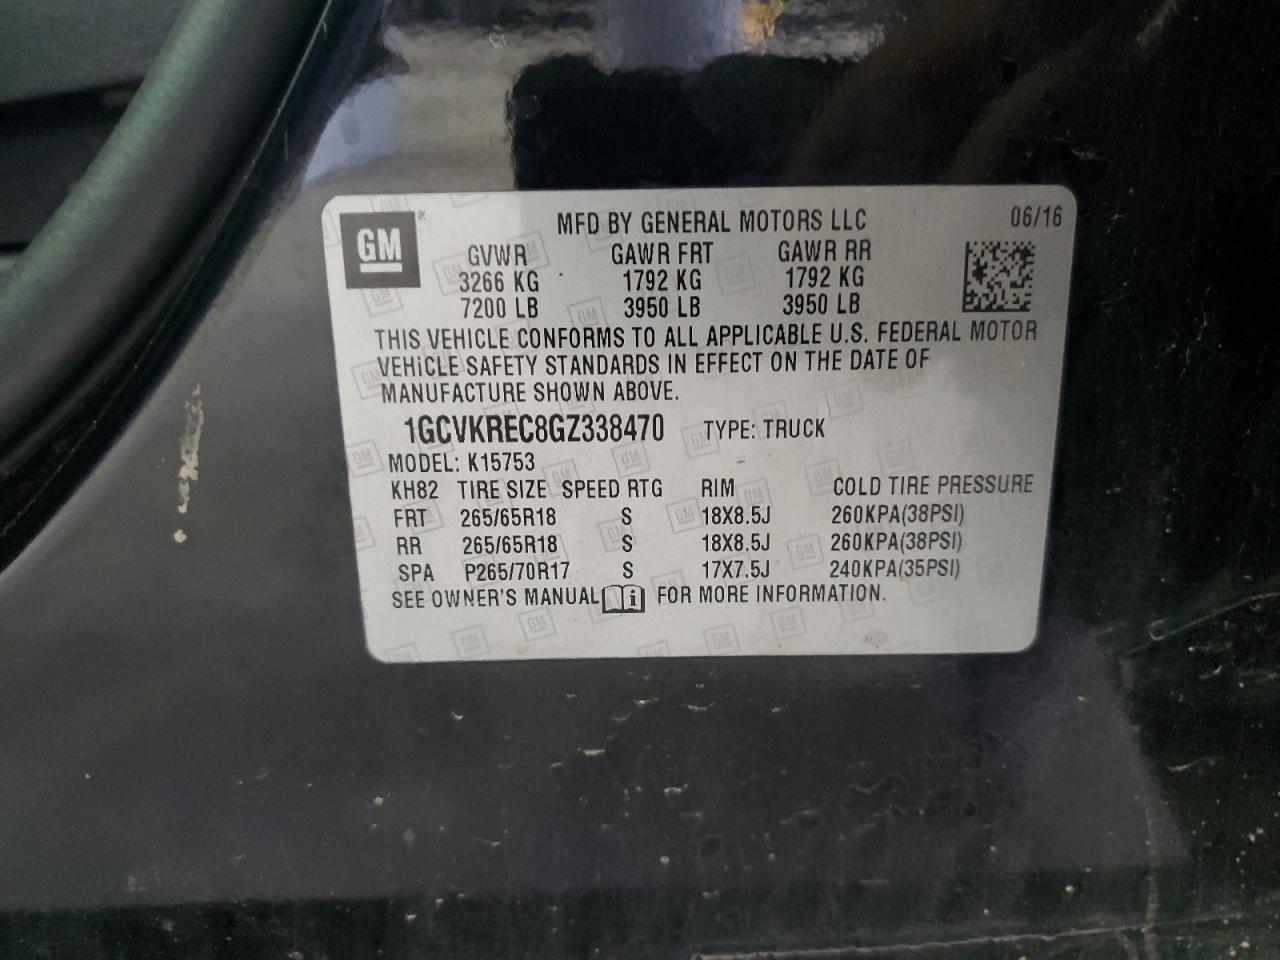 GM®
MFD BY GENERAL MOTORS LLC 06/16
GVWR GAWR FRT GAWR RR
3266 KG 1792 KG 1792 KG
7200 LB 3950 LB 3950 LB
THIS VEHICLE CONFORMS TO ALL APPLICABLE U.S. FEDERAL MOTOR
VEHICLE SAFETY STANDARDS IN EFFECT ON THE DATE OF
MANUFACTURE SHOWN ABOVE.
1GCVKREC8GZ338470 TYPE: TRUCK
MODEL: K15753
KH82 TIRE SIZE SPEED RTG RIM COLD TIRE PRESSURE
FRT 265/65R18 S 18X8.5J 260KPA(38PSI)
RR 265/65R18 S 18X8.5J 260KPA(38PSI)
SPA P265/70R17 S 17X7.5J 240KPA(35PSI)
SEE OWNER'S MANUAL i FOR MORE INFORMATION.